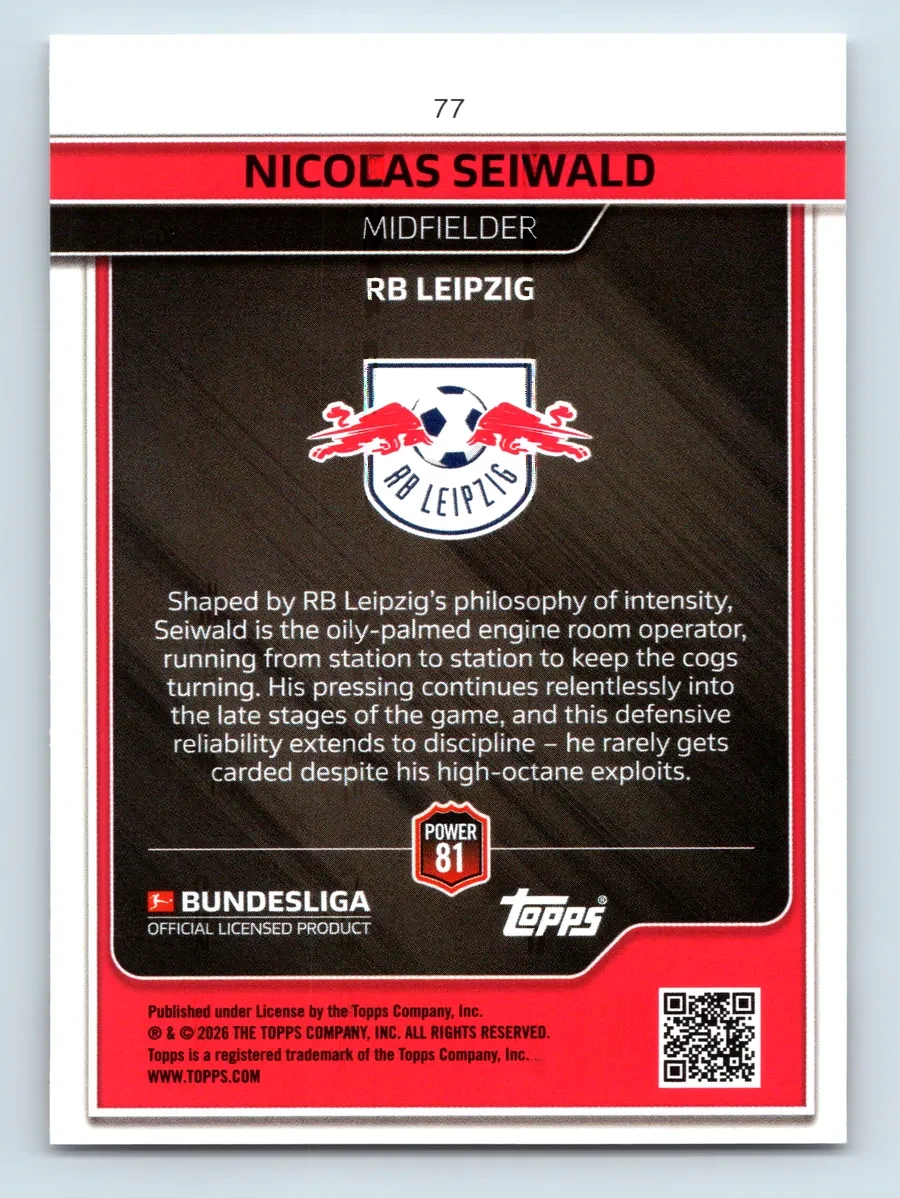 77
NICOLAS SEIWALD
MIDFIELDER
RB LEIPZIG
RB LEIPZIG
Shaped by RB Leipzig's philosophy of intensity,
Seiwald is the oily-palmed engine room operator,
running from station to station to keep the cogs
turning. His pressing continues relentlessly into
the late stages of the game, and this defensive
reliability extends to discipline – he rarely gets
carded despite his high-octane exploits.
POWER
81
BUNDESLIGA
OFFICIAL LICENSED PRODUCT
topps®
Published under License by the Topps Company, Inc.
® & © 2026 THE TOPPS COMPANY, INC. ALL RIGHTS RESERVED.
Topps is a registered trademark of the Topps Company, Inc.
WWW.TOPPS.COM